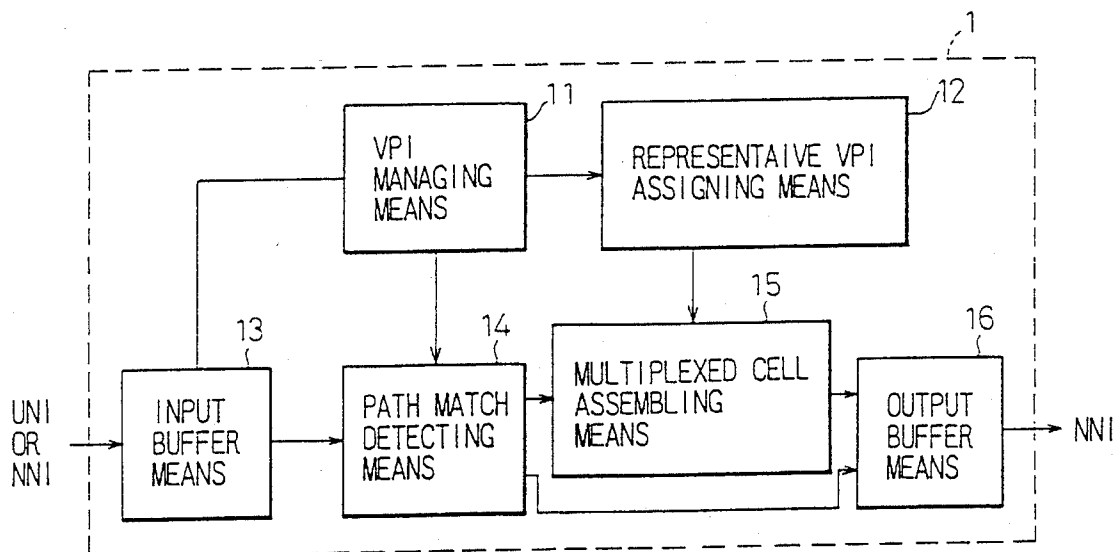 1
11
VPI
MANAGING
MEANS
12
REPRESENTAIVE VPI
ASSIGNING MEANS
13
INPUT
BUFFER
MEANS
14
PATH MATCH
DETECTING
MEANS
15
MULTIPLEXED CELL
ASSEMBLING
MEANS
16
OUTPUT
BUFFER
MEANS
UNI
OR
NNI
NNI